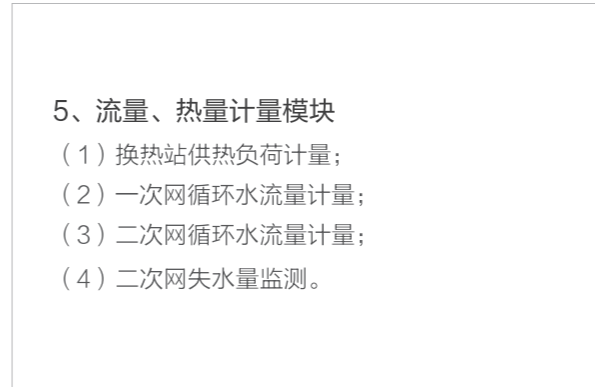 5、流量、热量计量模块
（1）换热站供热负荷计量；
（2）一次网循环水流量计量；
（3）二次网循环水流量计量；
（4）二次网失水量监测。